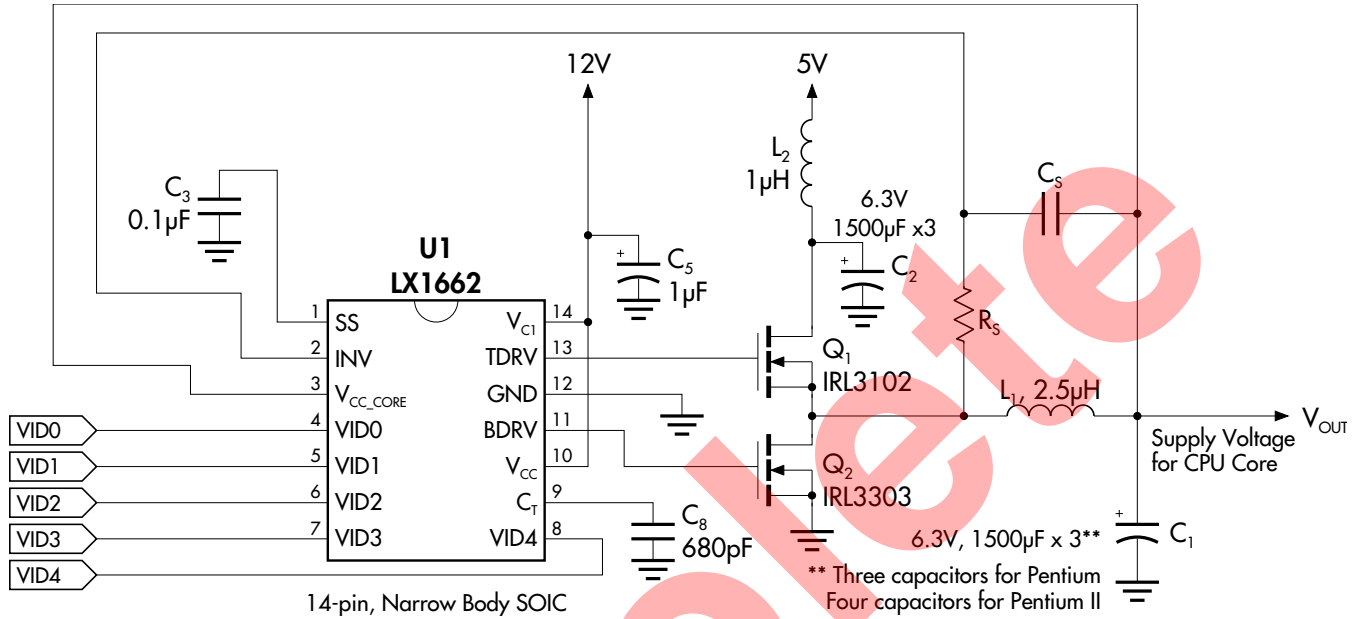 12V
5V
L2
1µH
CS
C3
0.1µF
6.3V
1500µF x3
U1
LX1662
+
C5
1µF
+
C2
1
SS
VC1
14
RS
2
INV
TDRV
13
Q1
IRL3102
3
VCC_CORE
GND
12
L1, 2.5µH
VID0
4
VID0
BDRV
11
VOUT
Supply Voltage
for CPU Core
VID1
5
VID1
VCC
10
Q2
IRL3303
VID2
6
VID2
CT
9
VID3
7
VID3
VID4
8
C8
680pF
6.3V, 1500µF x 3**
+
C1
VID4
** Three capacitors for Pentium
Four capacitors for Pentium II
14-pin, Narrow Body SOIC
olete